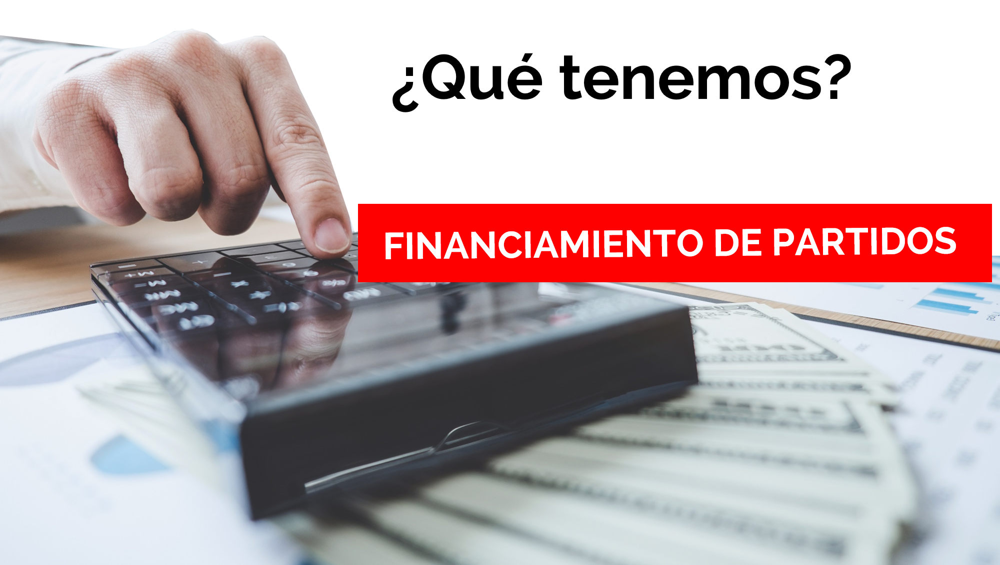 ¿Qué tenemos?
FINANCIAMIENTO DE PARTIDOS